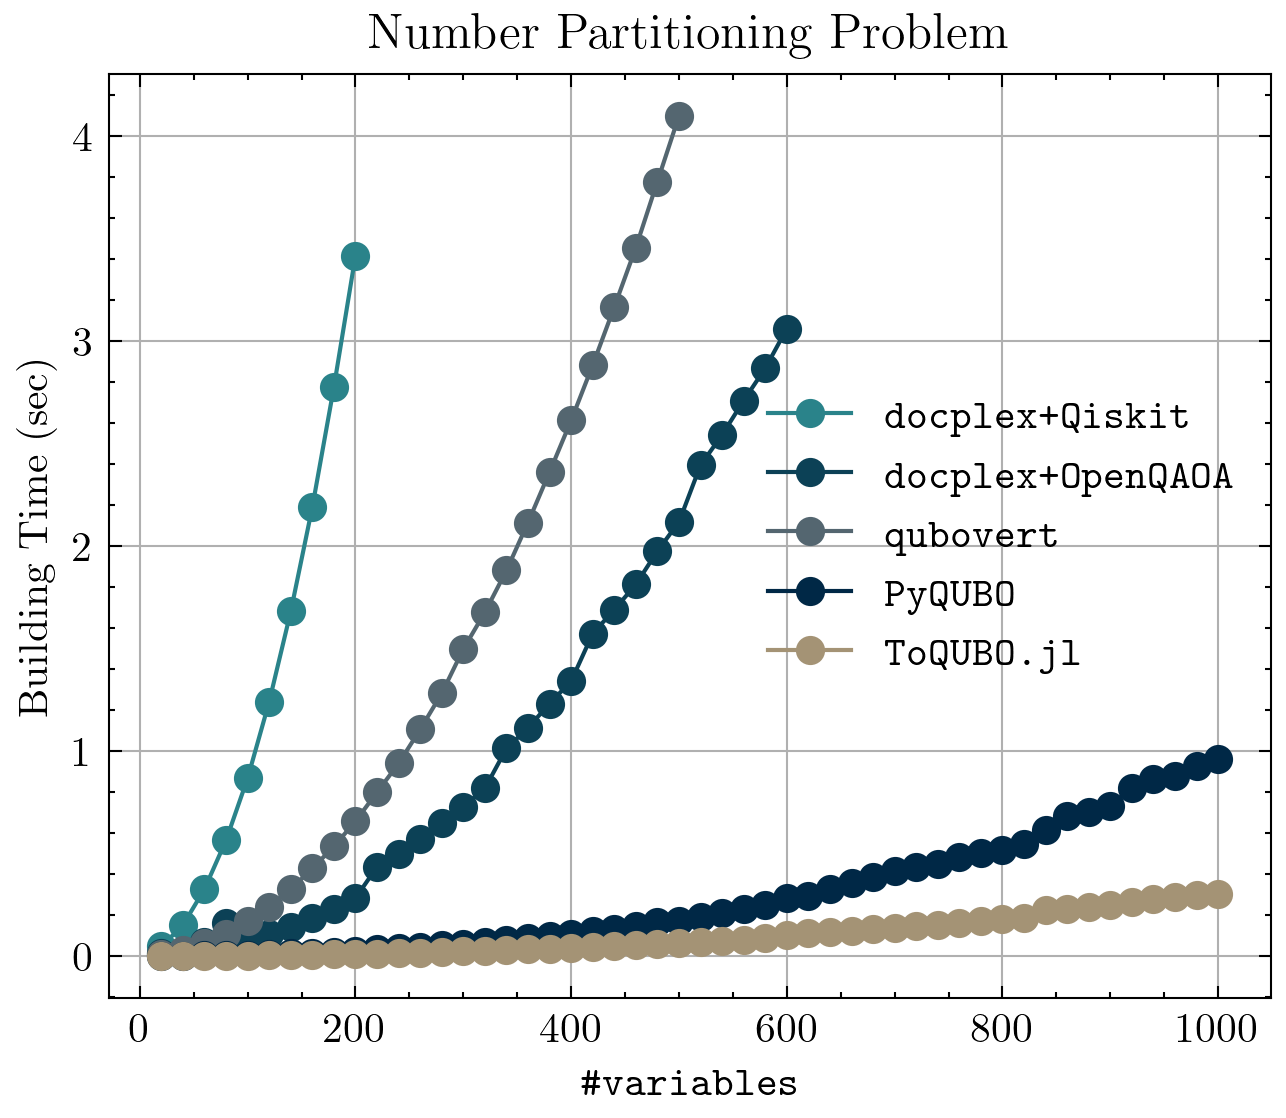 Number Partitioning Problem
Building Time (sec)
4
3
2
1
0
docplex+Qiskit
docplex+OpenQAOA
qubovert
PyQUBO
ToQUBO.jl
0 200 400 600 800 1000
#variables